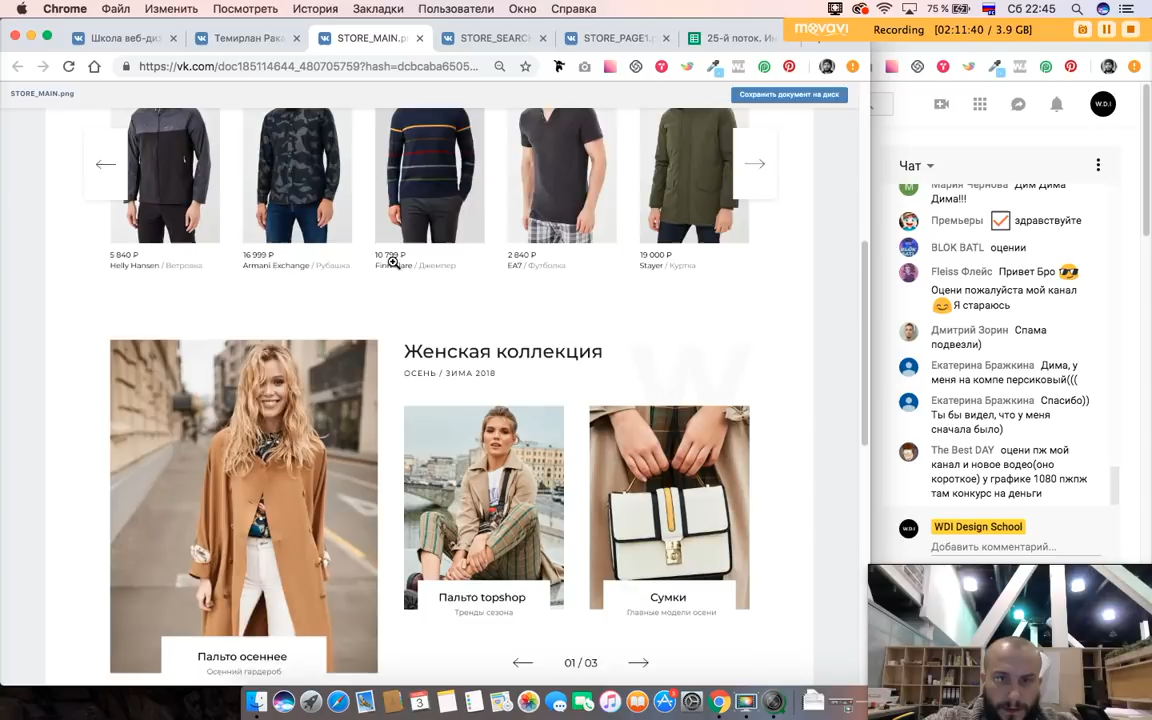 Chrome Файл Изменить Посмотреть История Закладки Пользователи Окно Справка
75 % Сб 22:45
movavi Recording [02:11:40 / 3.9 GB]
Школа веб-ди
Темирлан Рака
STORE_MAIN.p
STORE_SEARC
STORE_PAGE1.
25-й поток. И
https://vk.com/doc185114644_480705759?hash=dcbcaba6505...
STORE_MAIN.png
Сохранить документ на диск
5 840 ₽
Helly Hansen / Ветровка
16 999 ₽
Armani Exchange / Рубашка
10 799 ₽
/ Джемпер
2 840 ₽
EA7 / Футболка
19 000 ₽
Stayer / Куртка
Женская коллекция
ОСЕНЬ / ЗИМА 2018
W
Пальто осеннее
Осенний гардероб
Пальто topshop
Тренды сезона
Сумки
Главные модели осени
01 / 03
W.D.I
Чат
Мария Чернова Дим Дима
Дима!!!
Премьеры здравствуйте
BLOK BATL оцении
Fleiss Флейс Привет Бро
Оцени пожалуйста мой канал
Я стараюсь
Дмитрий Зорин Спама
подвезли)
Екатерина Бражкина Дима, у
меня на компе персиковый(((
Екатерина Бражкина Спасибо))
Ты бы видел, что у меня
сначала было)
The Best DAY оцени пж мой
канал и новое видео(оно
короткое) у графике 1080 пжпж
там конкурс на деньги
W.D.I
WDI Design School
Добавить комментарий...